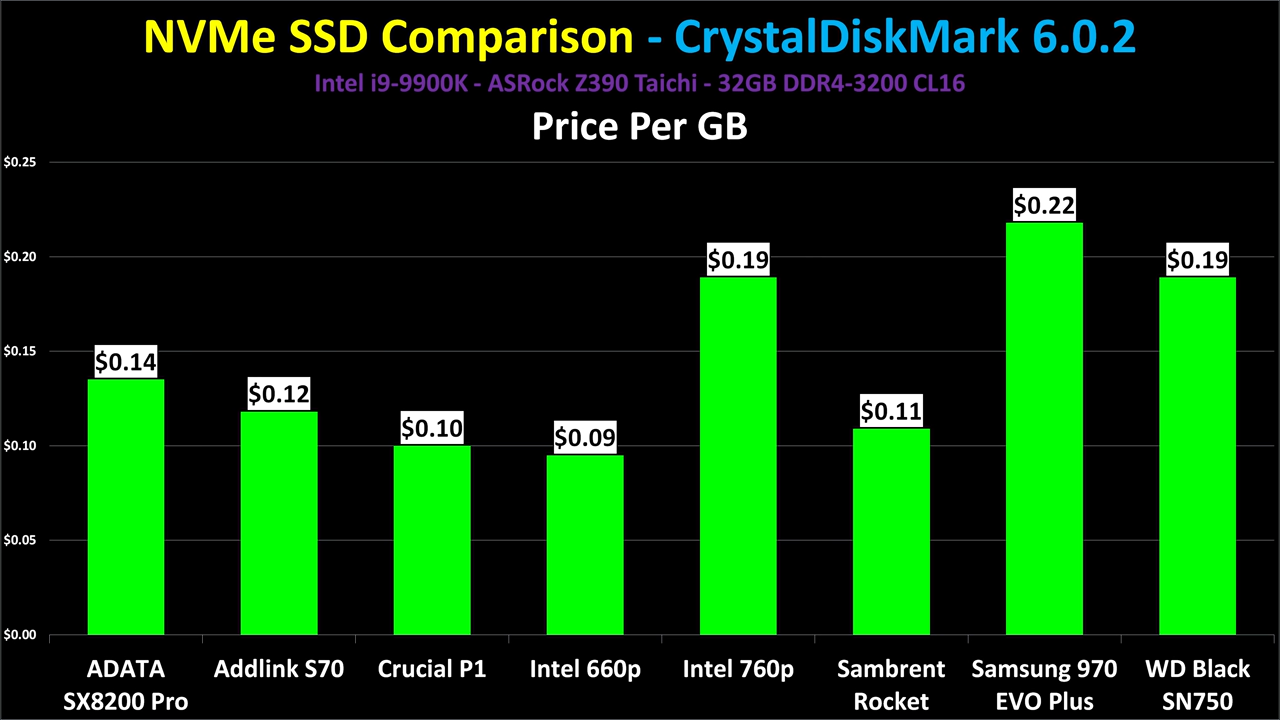 NVMe SSD Comparison - CrystalDiskMark 6.0.2
Intel i9-9900K - ASRock Z390 Taichi - 32GB DDR4-3200 CL16
Price Per GB
$0.25
$0.20
$0.15
$0.10
$0.05
$0.00
$0.14
$0.12
$0.10
$0.09
$0.19
$0.11
$0.22
$0.19
ADATA
SX8200 Pro
Addlink S70
Crucial P1
Intel 660p
Intel 760p
Sambrent
Rocket
Samsung 970
EVO Plus
WD Black
SN750